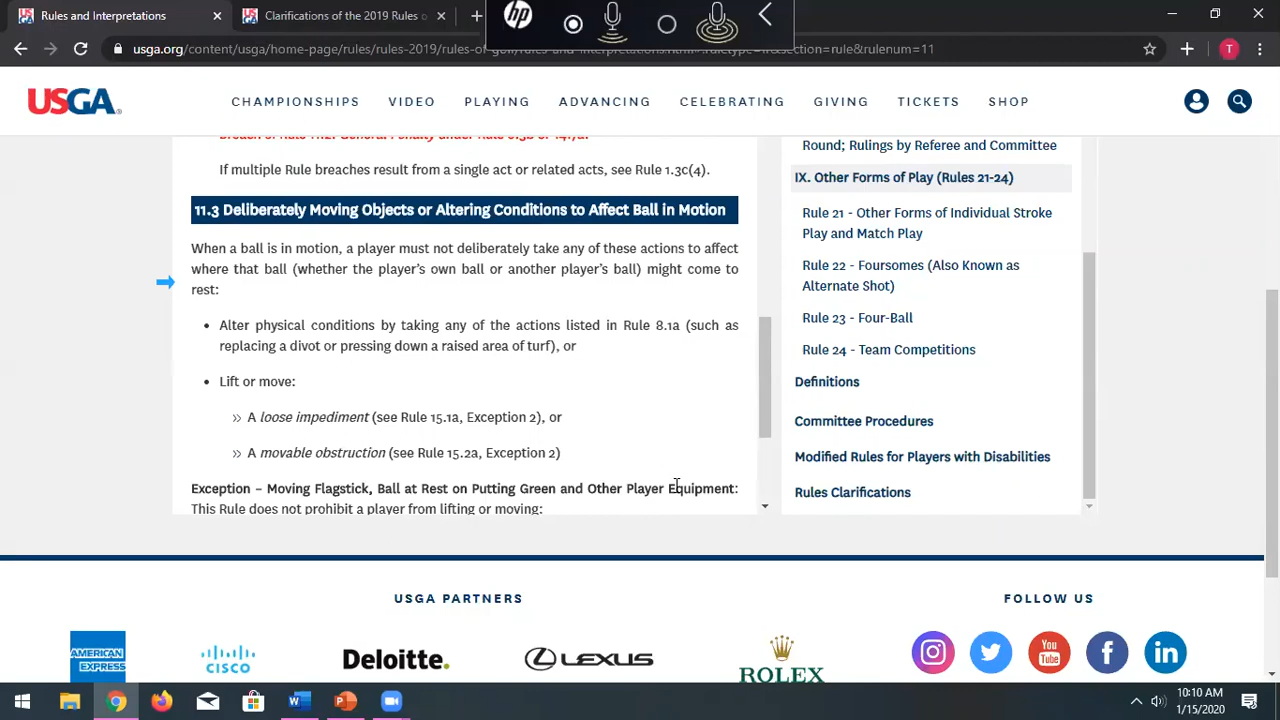 Rules and Interpretations
Clarifications of the 2019 Rules o
hp
usga.org/content/usga/home-page/rules/rules-2019/rules-of-golf/rules-and-interpretations.html#!ruletype=fr&section=rule&rulenum=11
T
USGA
CHAMPIONSHIPS VIDEO PLAYING ADVANCING CELEBRATING GIVING TICKETS SHOP
If multiple Rule breaches result from a single act or related acts, see Rule 1.3c(4).
11.3 Deliberately Moving Objects or Altering Conditions to Affect Ball in Motion
When a ball is in motion, a player must not deliberately take any of these actions to affect
where that ball (whether the player's own ball or another player's ball) might come to
rest:
• Alter physical conditions by taking any of the actions listed in Rule 8.1a (such as
replacing a divot or pressing down a raised area of turf), or
• Lift or move:
» A loose impediment (see Rule 15.1a, Exception 2), or
» A movable obstruction (see Rule 15.2a, Exception 2)
Exception – Moving Flagstick, Ball at Rest on Putting Green and Other Player Equipment:
This Rule does not prohibit a player from lifting or moving:
Round; Rulings by Referee and Committee
IX. Other Forms of Play (Rules 21-24)
Rule 21 - Other Forms of Individual Stroke
Play and Match Play
Rule 22 - Foursomes (Also Known as
Alternate Shot)
Rule 23 - Four-Ball
Rule 24 - Team Competitions
Definitions
Committee Procedures
Modified Rules for Players with Disabilities
Rules Clarifications
USGA PARTNERS
FOLLOW US
AMERICAN
EXPRESS
CISCO
Deloitte.
LEXUS
ROLEX
You
Tube
10:10 AM
1/15/2020